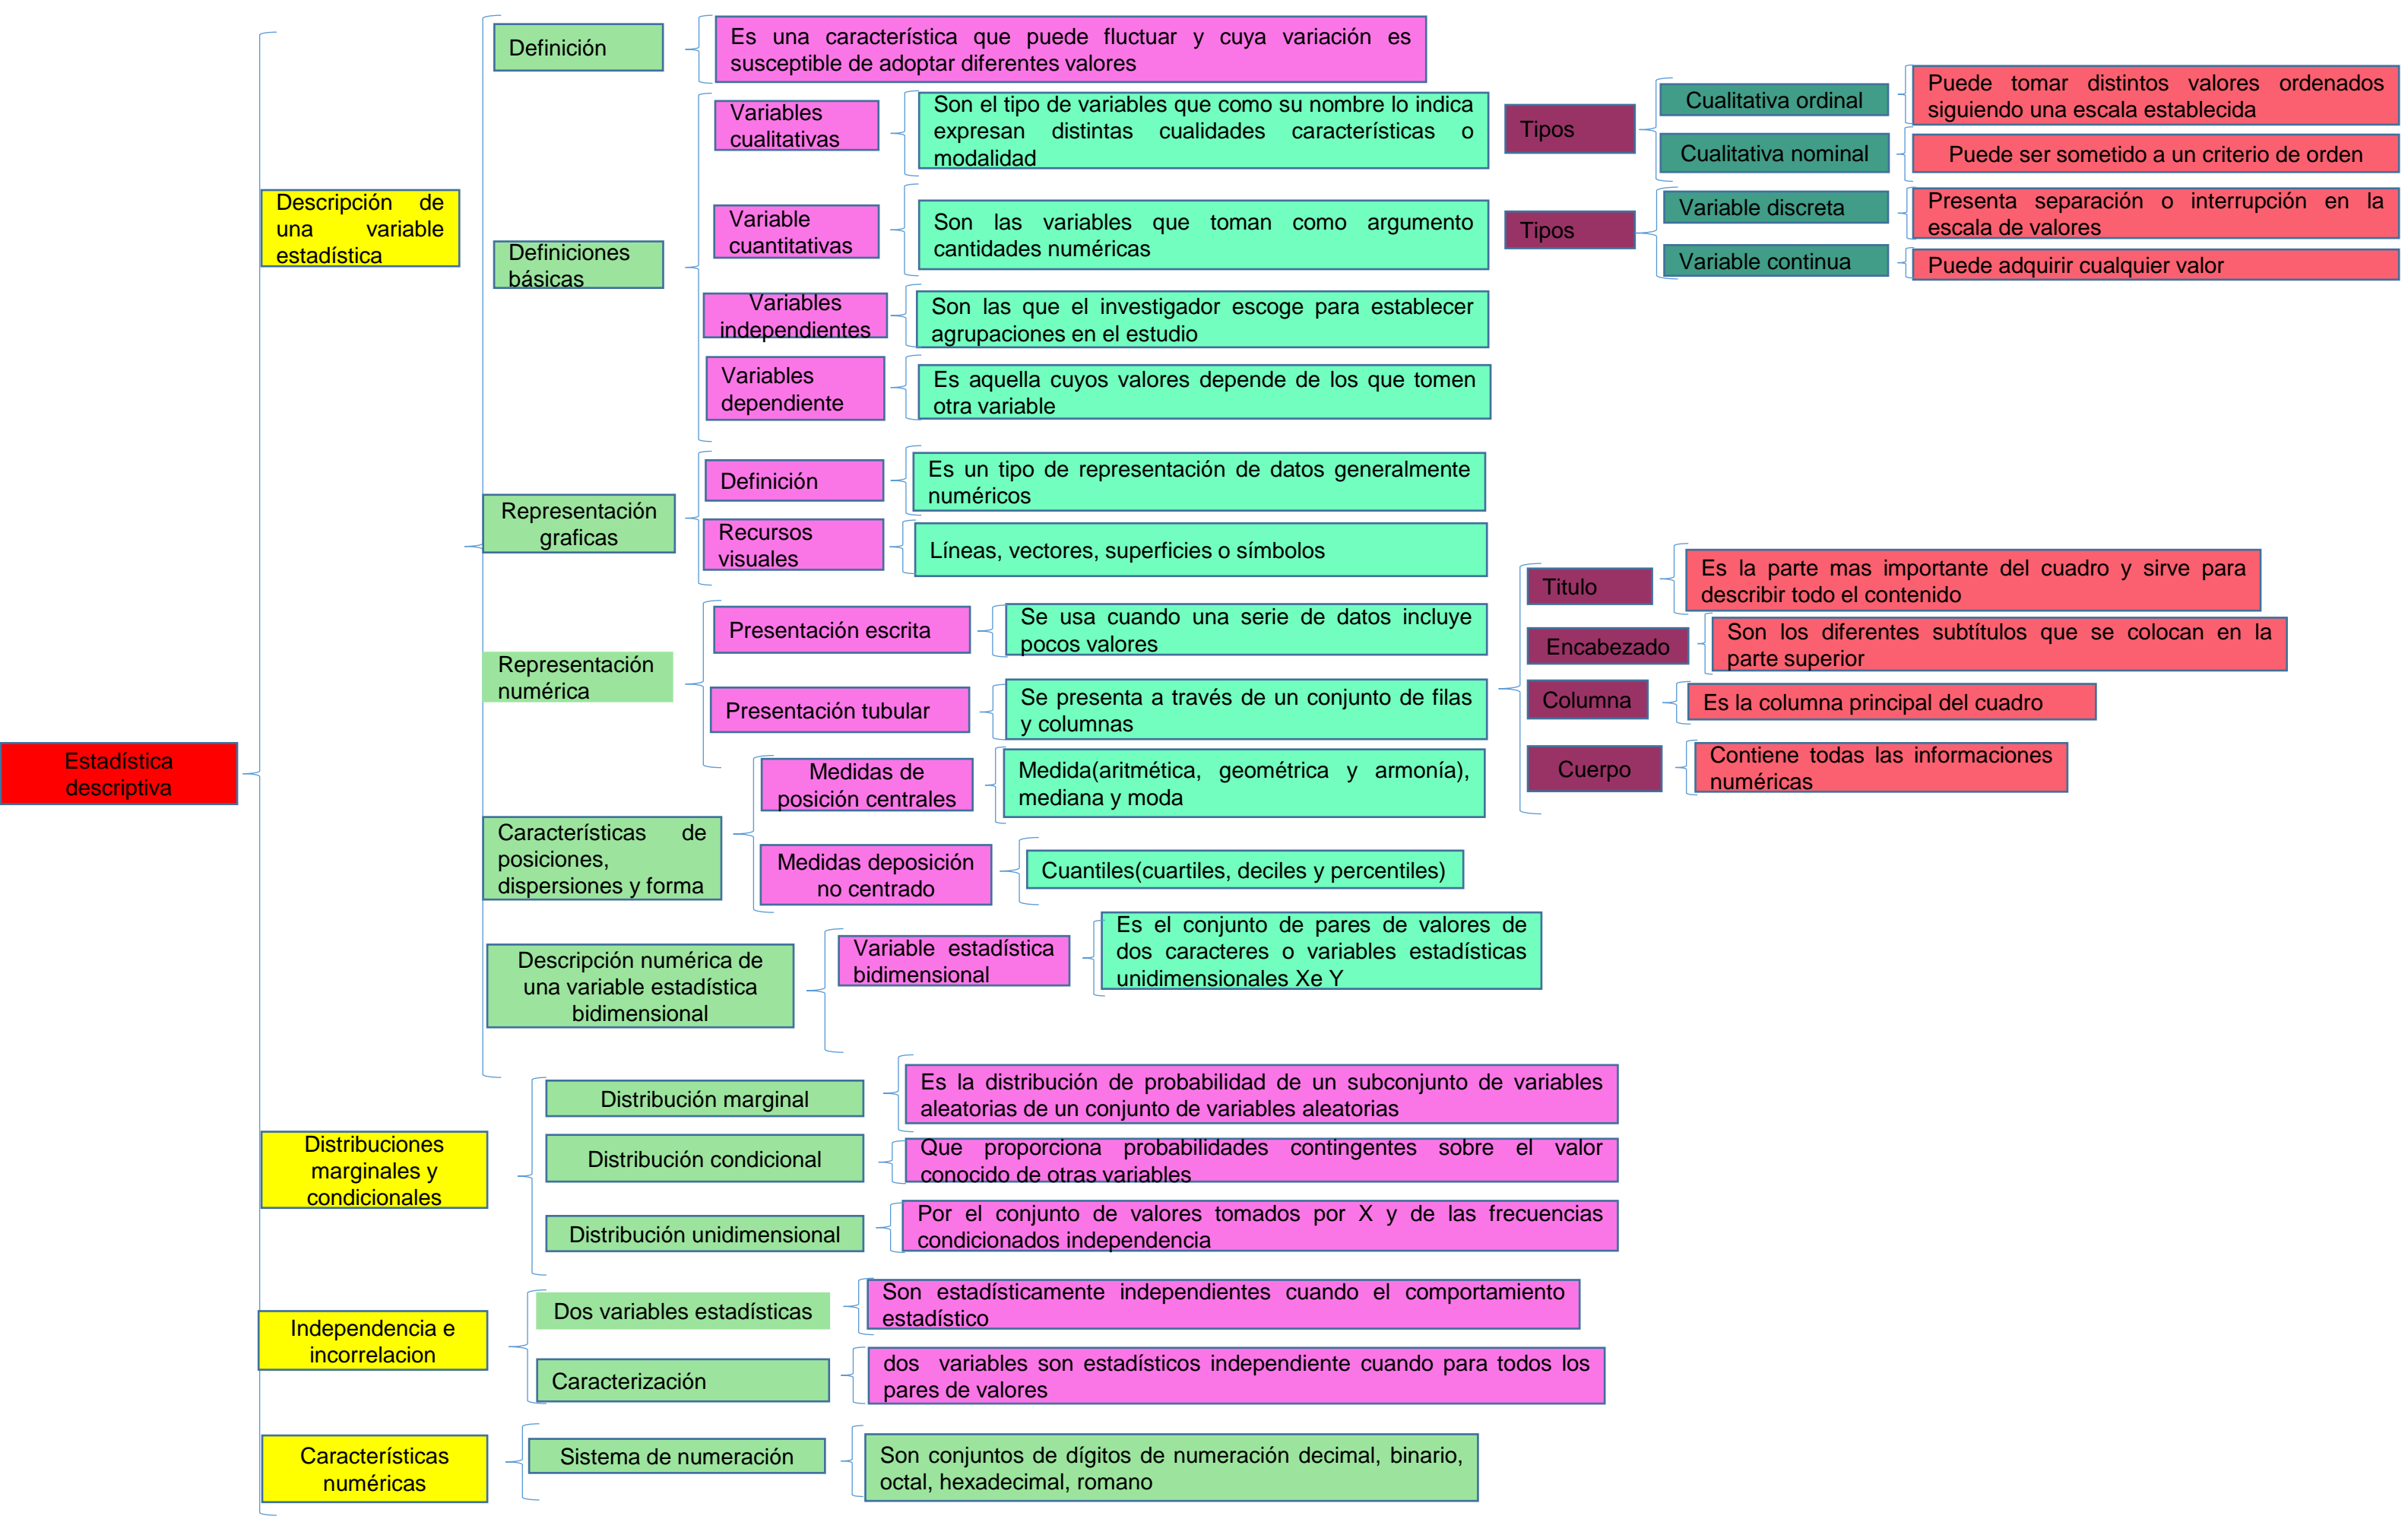 Estadística
descriptiva
Descripción de
una variable
estadística
Definición
Es una característica que puede fluctuar y cuya variación es
susceptible de adoptar diferentes valores
Definiciones
básicas
Variables
cualitativas
Son el tipo de variables que como su nombre lo indica
expresan distintas cualidades características o
modalidad
Tipos
Cualitativa ordinal
Puede tomar distintos valores ordenados
siguiendo una escala establecida
Cualitativa nominal
Puede ser sometido a un criterio de orden
Variable
cuantitativas
Son las variables que toman como argumento
cantidades numéricas
Tipos
Variable discreta
Presenta separación o interrupción en la
escala de valores
Variable continua
Puede adquirir cualquier valor
Variables
independientes
Son las que el investigador escoge para establecer
agrupaciones en el estudio
Variables
dependiente
Es aquella cuyos valores depende de los que tomen
otra variable
Representación
graficas
Definición
Es un tipo de representación de datos generalmente
numéricos
Recursos
visuales
Líneas, vectores, superficies o símbolos
Representación
numérica
Presentación escrita
Se usa cuando una serie de datos incluye
pocos valores
Presentación tubular
Se presenta a través de un conjunto de filas
y columnas
Titulo
Es la parte mas importante del cuadro y sirve para
describir todo el contenido
Encabezado
Son los diferentes subtítulos que se colocan en la
parte superior
Columna
Es la columna principal del cuadro
Cuerpo
Contiene todas las informaciones
numéricas
Características de
posiciones,
dispersiones y forma
Medidas de
posición centrales
Medida(aritmética, geométrica y armonía),
mediana y moda
Medidas deposición
no centrado
Cuantiles(cuartiles, deciles y percentiles)
Descripción numérica de
una variable estadística
bidimensional
Variable estadística
bidimensional
Es el conjunto de pares de valores de
dos caracteres o variables estadísticas
unidimensionales Xe Y
Distribuciones
marginales y
condicionales
Distribución marginal
Es la distribución de probabilidad de un subconjunto de variables
aleatorias de un conjunto de variables aleatorias
Distribución condicional
Que proporciona probabilidades contingentes sobre el valor
conocido de otras variables
Distribución unidimensional
Por el conjunto de valores tomados por X y de las frecuencias
condicionados independencia
Independencia e
incorrelacion
Dos variables estadísticas
Son estadísticamente independientes cuando el comportamiento
estadístico
Caracterización
dos variables son estadísticos independiente cuando para todos los
pares de valores
Características
numéricas
Sistema de numeración
Son conjuntos de dígitos de numeración decimal, binario,
octal, hexadecimal, romano